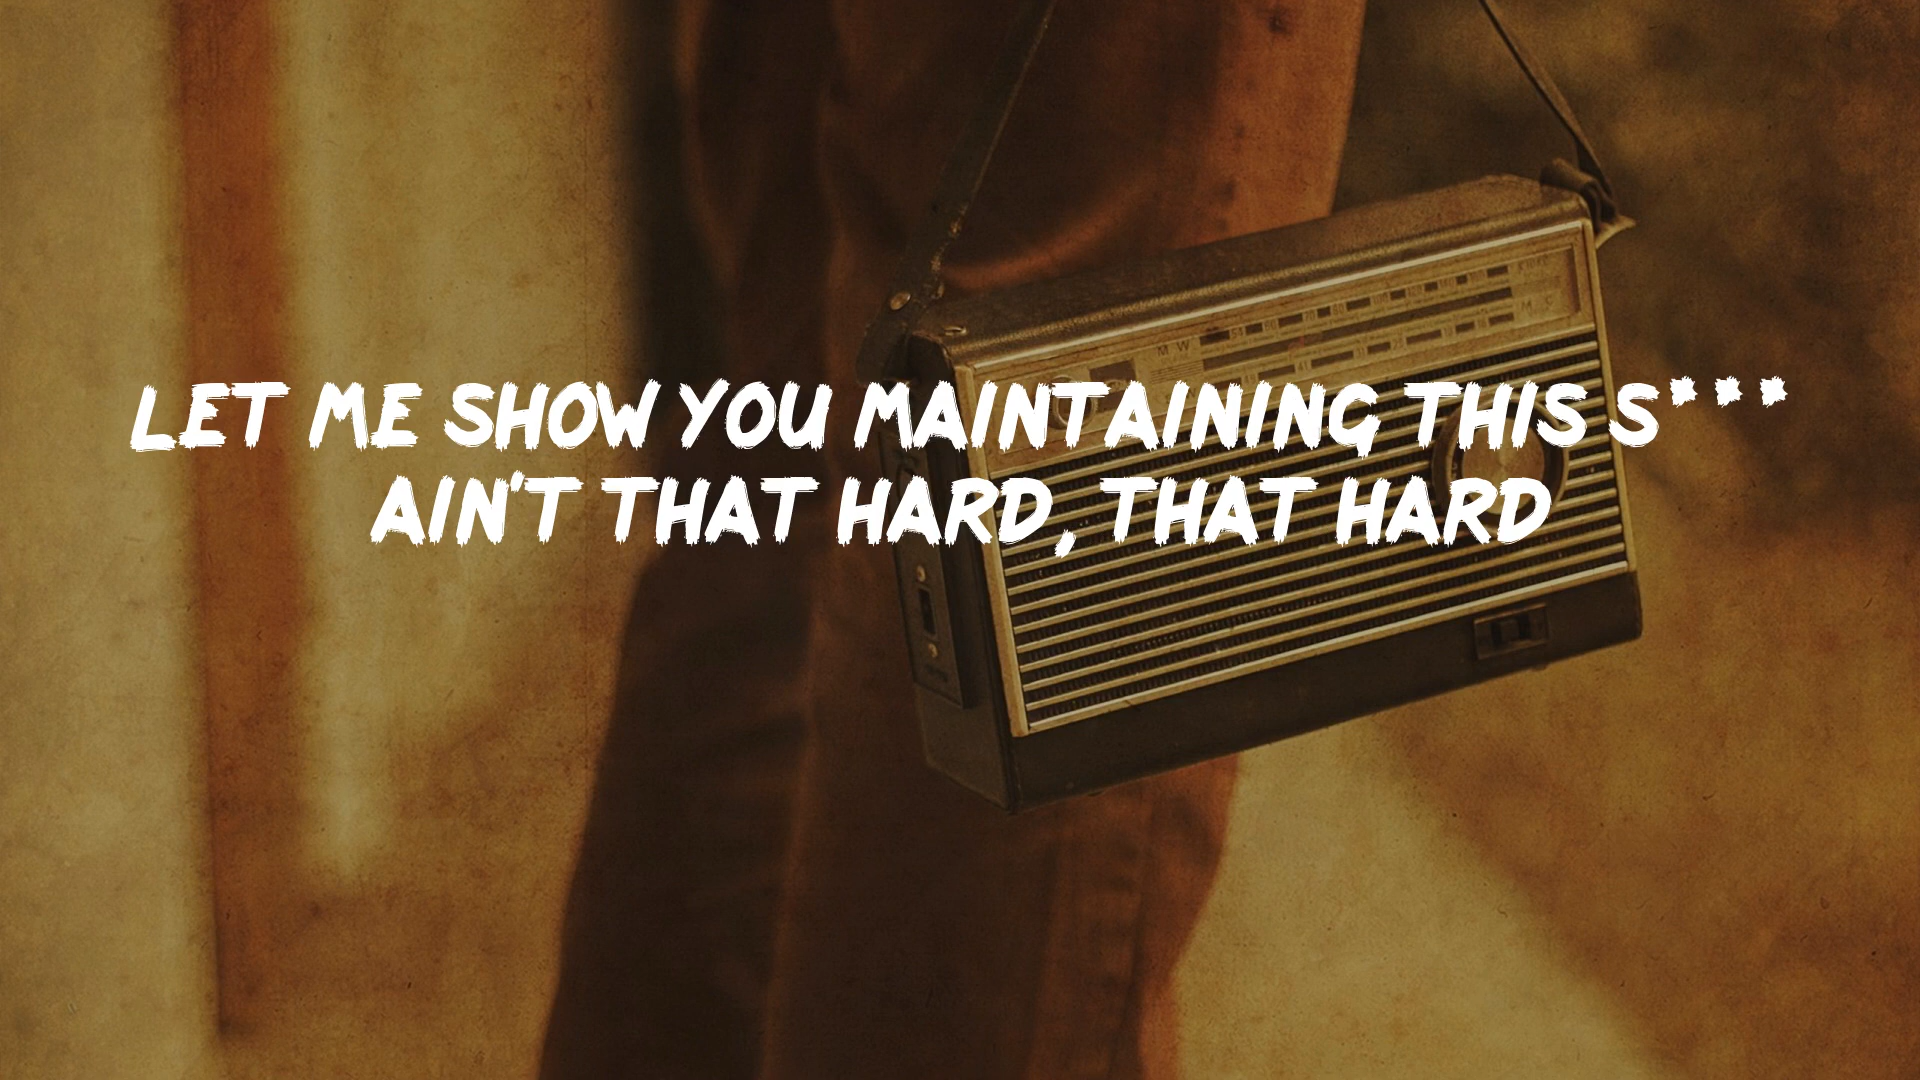 LET ME SHOW YOU MAINTAINING THIS S***
AIN'T THAT HARD, THAT HARD
M W